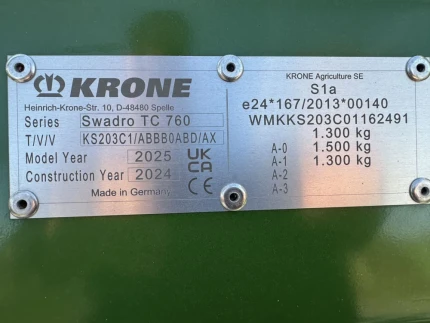 KRONE
Heinrich-Krone-Str. 10, D-48480 Spelle
Series Swadro TC 760
T/V/V KS203C1/ABBB0ABD/AX
Model Year 2025
Construction Year 2024
Made in Germany
UK
CA
CE
KRONE Agriculture SE
S1a
e24*167/2013*00140
WMKKS203C01162491
1.300 kg
A-0 1.500 kg
A-1 1.300 kg
A-2
A-3